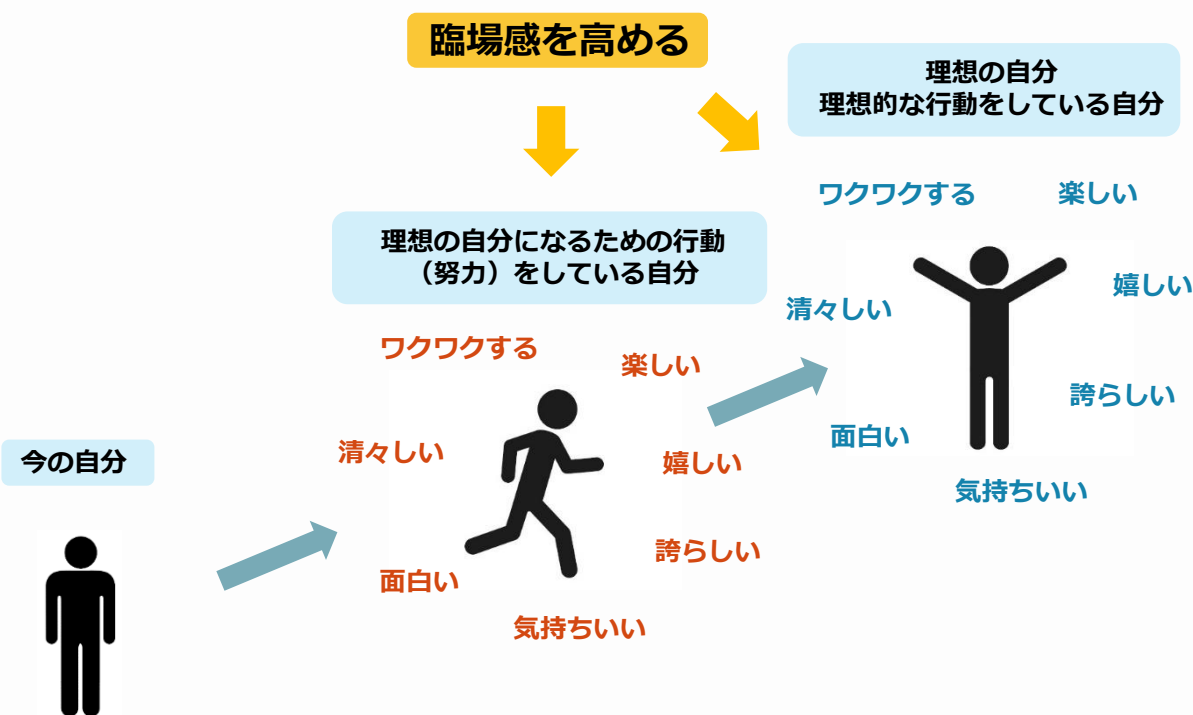 臨場感を高める
理想の自分
理想的な行動をしている自分
ワクワクする
楽しい
嬉しい
清々しい
誇らしい
面白い
気持ちいい
理想の自分になるための行動
（努力）をしている自分
ワクワクする
楽しい
清々しい
嬉しい
誇らしい
面白い
気持ちいい
今の自分